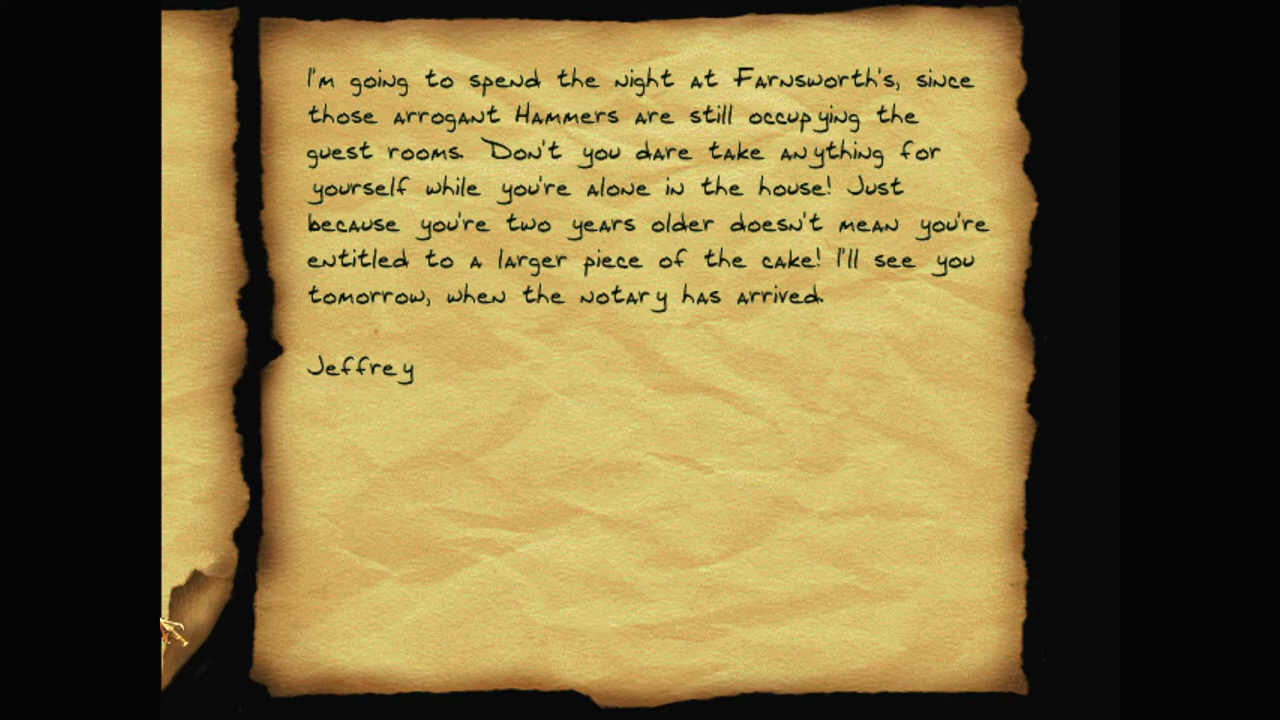 I'm going to spend the night at Farnsworth's, since
those arrogant Hammers are still occupying the
guest rooms. Don't you dare take anything for
yourself while you're alone in the house! Just
because you're two years older doesn't mean you're
entitled to a larger piece of the cake! I'll see you
tomorrow, when the notary has arrived.
Jeffrey